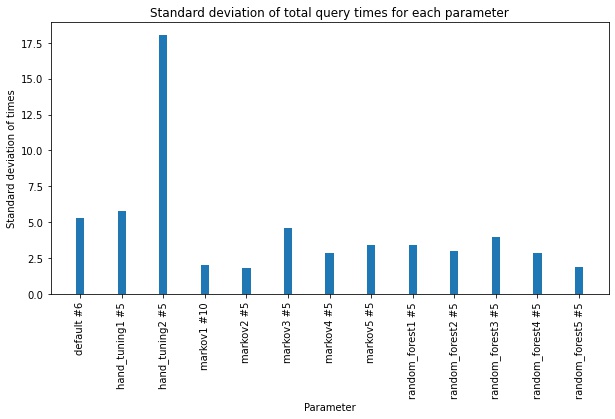 Standard deviation of total query times for each parameter
Standard deviation of times
17.5
15.0
12.5
10.0
7.5
5.0
2.5
0.0
default #6
hand_tuning1 #5
hand_tuning2 #5
markov1 #10
markov2 #5
markov3 #5
markov4 #5
markov5 #5
random_forest1 #5
random_forest2 #5
random_forest3 #5
random_forest4 #5
random_forest5 #5
Parameter